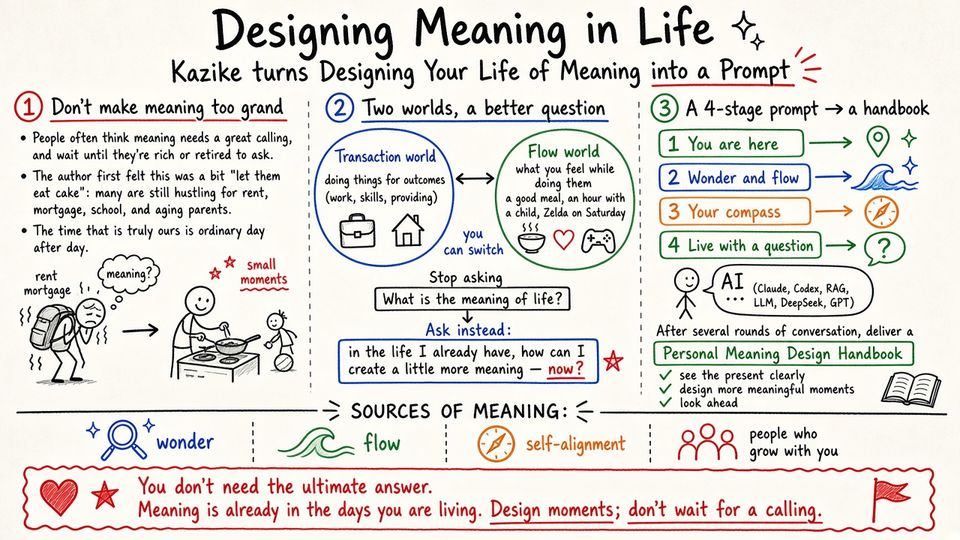 Designing Meaning in Life
Kazike turns Designing Your Life of Meaning into a Prompt
1 Don't make meaning too grand
• People often think meaning needs a great calling,
and wait until they're rich or retired to ask.
• The author first felt this was a bit "let them
eat cake": many are still hustling for rent,
mortgage, school, and aging parents.
• The time that is truly ours is ordinary day
after day.
rent
mortgage
meaning?
small
moments
2 Two worlds, a better question
Transaction world
doing things for outcomes
(work, skills, providing)
Flow world
what you feel while
doing them
a good meal, an hour with
a child, Zelda on Saturday
you
can switch
Stop asking
What is the meaning of life?
Ask instead:
in the life I already have, how can I
create a little more meaning — now?
3 A 4-stage prompt → a handbook
1 You are here
2 Wonder and flow
3 Your compass
4 Live with a question
?
AI
...
(Claude, Codex, RAG,
LLM, DeepSeek, GPT)
After several rounds of conversation, deliver a
Personal Meaning Design Handbook
✓ see the present clearly
✓ design more meaningful moments
✓ look ahead
SOURCES OF MEANING:
wonder
flow
self-alignment
people who
grow with you
You don't need the ultimate answer.
Meaning is already in the days you are living. Design moments; don't wait for a calling.